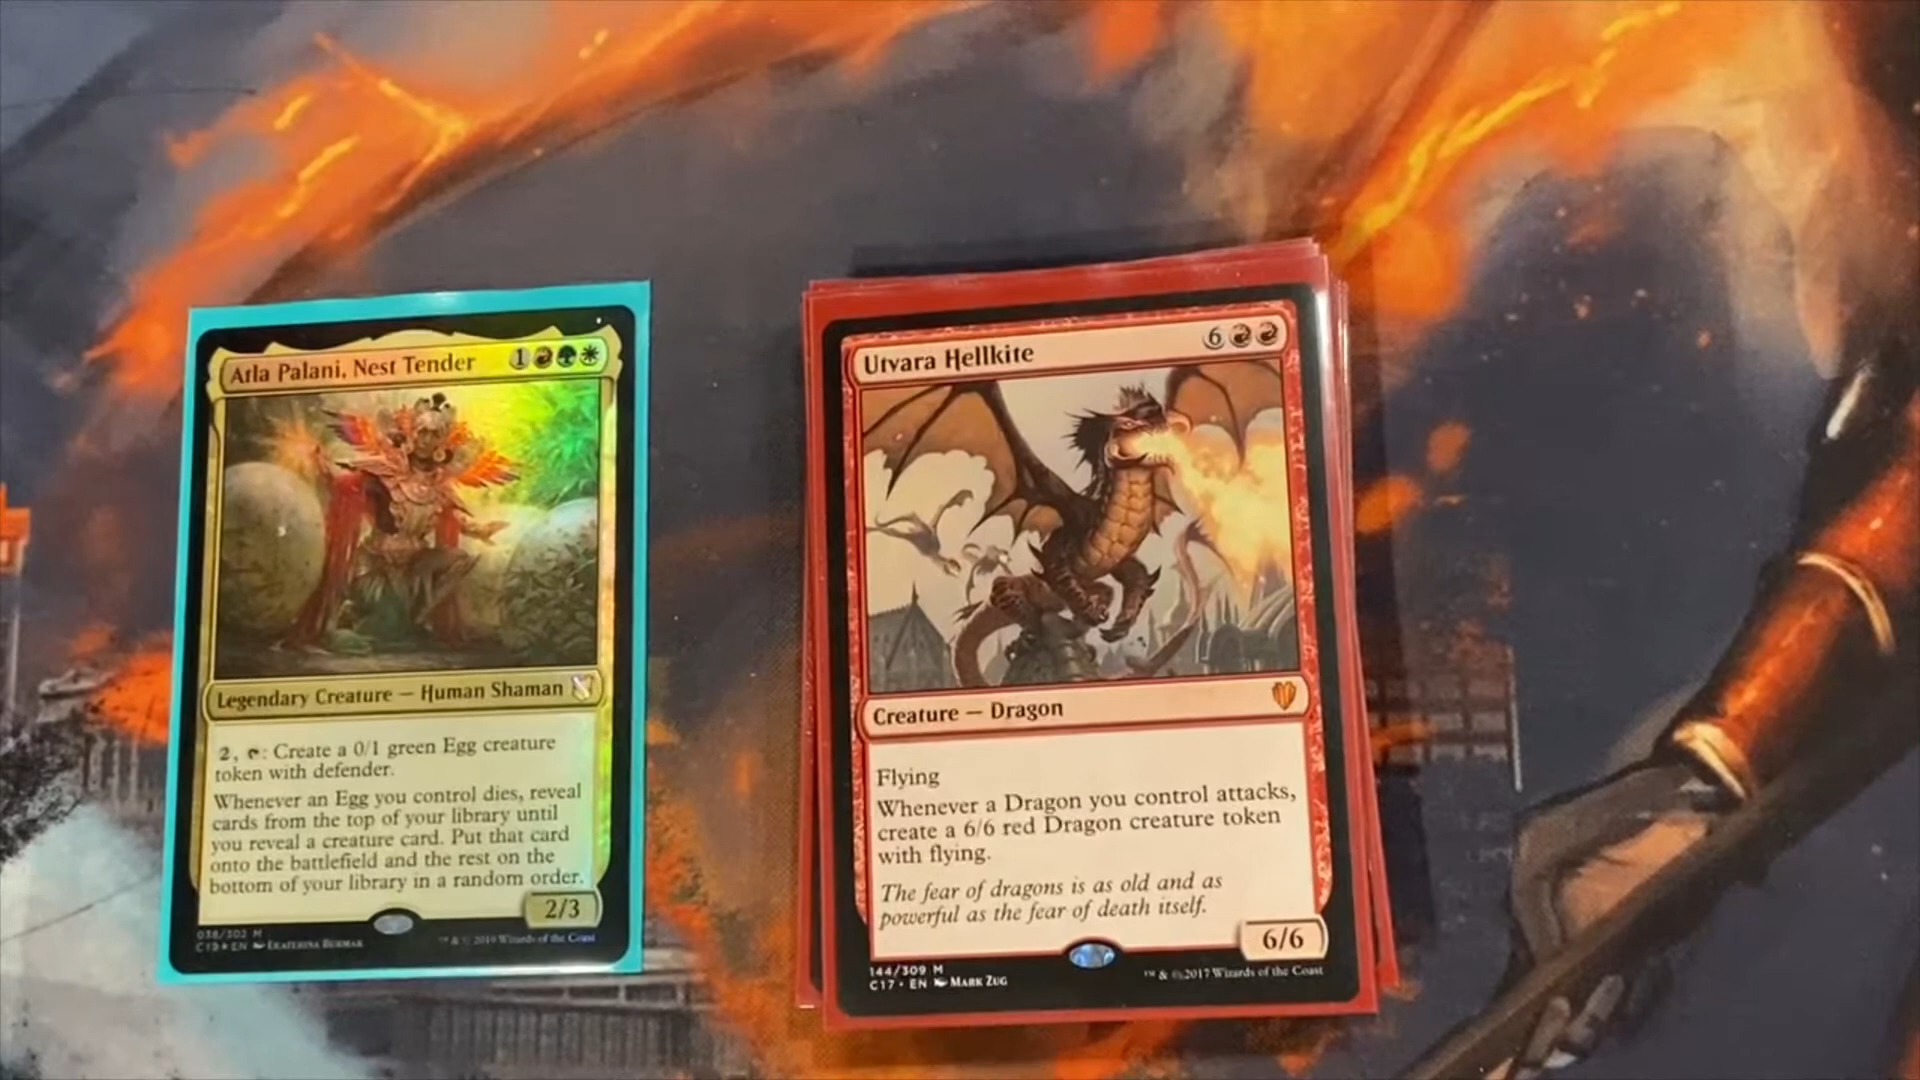 Atla Palani, Nest Tender 1
Legendary Creature — Human Shaman
2, : Create a 0/1 green Egg creature
token with defender.
Whenever an Egg you control dies, reveal
cards from the top of your library until
you reveal a creature card. Put that card
onto the battlefield and the rest on the
bottom of your library in a random order.
2/3
038/302 M
C19 ★ EN Ekaterina Burmak
™ & © 2019 Wizards of the Coast
Utvara Hellkite 6
Creature — Dragon
Flying
Whenever a Dragon you control attacks,
create a 6/6 red Dragon creature token
with flying.
The fear of dragons is as old and as
powerful as the fear of death itself.
6/6
144/309 M
C17 • EN Mark Zug
™ & © 2017 Wizards of the Coast